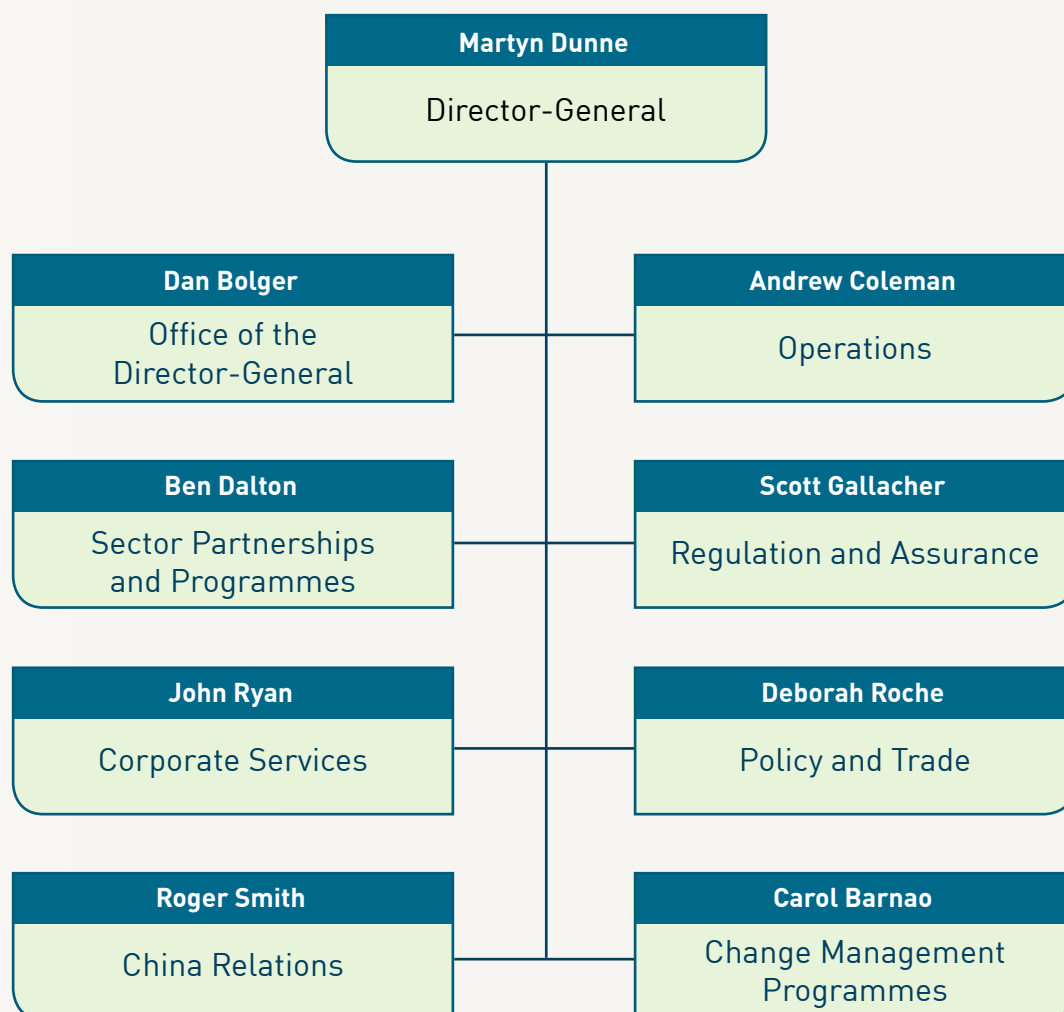 Martyn Dunne
Director-General
Dan Bolger
Office of the
Director-General
Andrew Coleman
Operations
Ben Dalton
Sector Partnerships
and Programmes
Scott Gallacher
Regulation and Assurance
John Ryan
Corporate Services
Deborah Roche
Policy and Trade
Roger Smith
China Relations
Carol Barnao
Change Management
Programmes